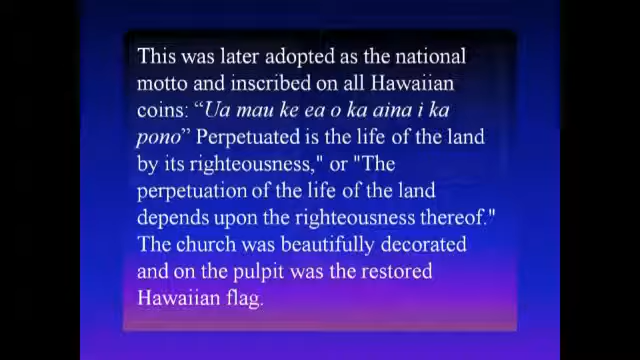 This was later adopted as the national
motto and inscribed on all Hawaiian
coins: “Ua mau ke ea o ka aina i ka
pono” Perpetuated is the life of the land
by its righteousness," or "The
perpetuation of the life of the land
depends upon the righteousness thereof."
The church was beautifully decorated
and on the pulpit was the restored
Hawaiian flag.